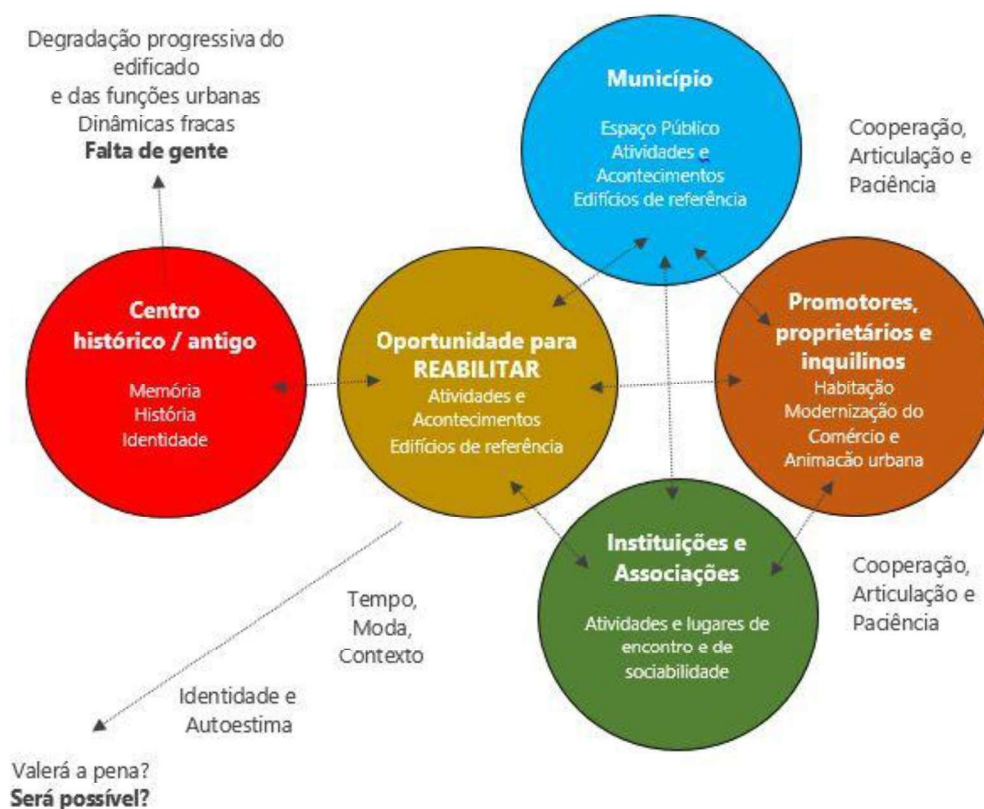 Degradação progressiva do
edificado
e das funções urbanas
Dinâmicas fracas
Falta de gente
Município
Espaço Público
Atividades e
Acontecimentos
Edifícios de referência
Cooperação,
Articulação e
Paciência
Centro
histórico / antigo
Memória
História
Identidade
Oportunidade para
REABILITAR
Atividades e
Acontecimentos
Edifícios de referência
Promotores,
proprietários e
inquilinos
Habitação
Modernização do
Comércio e
Animacão urbana
Instituições e
Associações
Atividades e lugares de
encontro e de
sociabilidade
Cooperação,
Articulação e
Paciência
Tempo,
Moda,
Contexto
Identidade e
Autoestima
Valerá a pena?
Será possível?